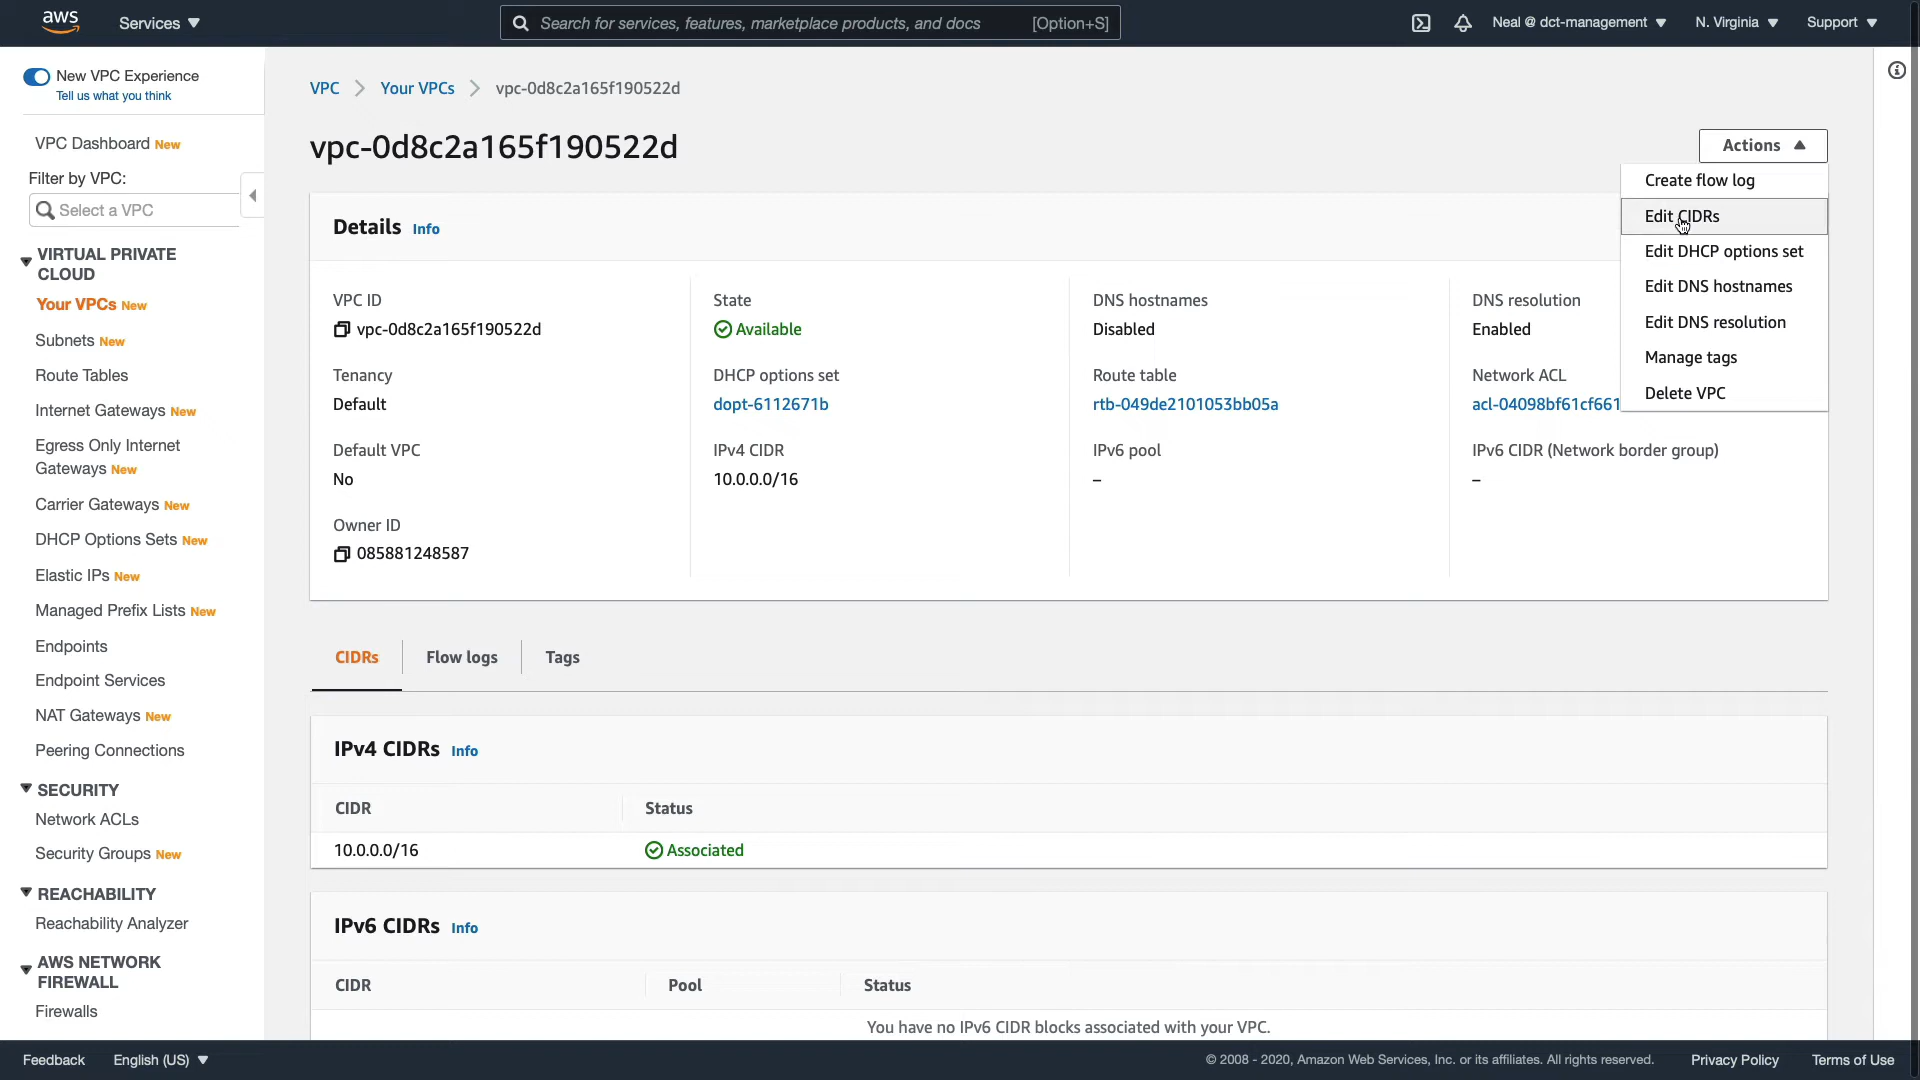 aws
Services
Search for services, features, marketplace products, and docs [Option+S]
Neal @ dct-management
N. Virginia
Support
New VPC Experience
Tell us what you think
VPC Dashboard New
Filter by VPC:
Select a VPC
VIRTUAL PRIVATE
CLOUD
Your VPCs New
Subnets New
Route Tables
Internet Gateways New
Egress Only Internet
Gateways New
Carrier Gateways New
DHCP Options Sets New
Elastic IPs New
Managed Prefix Lists New
Endpoints
Endpoint Services
NAT Gateways New
Peering Connections
SECURITY
Network ACLs
Security Groups New
REACHABILITY
Reachability Analyzer
AWS NETWORK
FIREWALL
Firewalls
VPC
Your VPCs
vpc-0d8c2a165f190522d
vpc-0d8c2a165f190522d
Actions
Create flow log
Edit CIDRs
Edit DHCP options set
Edit DNS hostnames
Edit DNS resolution
Manage tags
Delete VPC
Details Info
VPC ID
vpc-0d8c2a165f190522d
State
Available
DNS hostnames
Disabled
DNS resolution
Enabled
Tenancy
Default
DHCP options set
dopt-6112671b
Route table
rtb-049de2101053bb05a
Network ACL
acl-04098bf61cf661
Default VPC
No
IPv4 CIDR
10.0.0.0/16
IPv6 pool
–
IPv6 CIDR (Network border group)
–
Owner ID
085881248587
CIDRs
Flow logs
Tags
IPv4 CIDRs Info
CIDR
Status
10.0.0.0/16
Associated
IPv6 CIDRs Info
CIDR
Pool
Status
You have no IPv6 CIDR blocks associated with your VPC.
Feedback
English (US)
© 2008 - 2020, Amazon Web Services, Inc. or its affiliates. All rights reserved.
Privacy Policy
Terms of Use